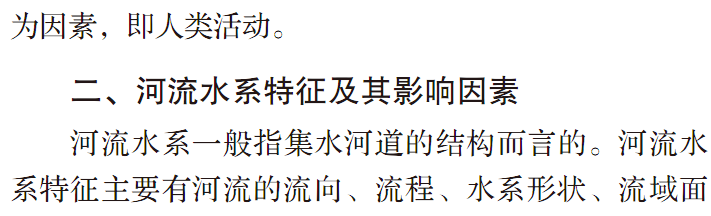 为因素，即人类活动。
二、河流水系特征及其影响因素
河流水系一般指集水河道的结构而言的。河流水
系特征主要有河流的流向、流程、水系形状、流域面